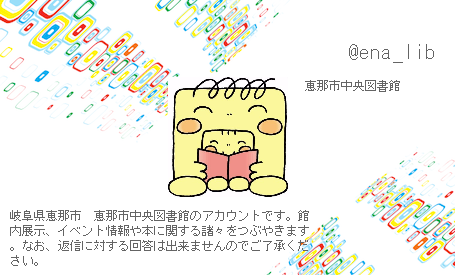 @ena_lib
恵那市中央図書館
岐阜県恵那市　恵那市中央図書館のアカウントです。館
内展示、イベント情報や本に関する諸々をつぶやきます
。なお、返信に対する回答は出来ませんのでご了承くだ
さい。